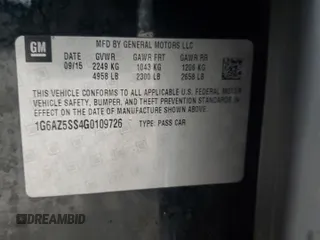 GM
MFD BY GENERAL MOTORS LLC
DATE GVWR GAWR FRT GAWR RR
09/15 2249 KG 1043 KG 1206 KG
4958 LB 2300 LB 2658 LB
THIS VEHICLE CONFORMS TO ALL APPLICABLE U.S. FEDERAL MOTOR
VEHICLE SAFETY, BUMPER, AND THEFT PREVENTION STANDARDS
IN EFFECT ON THE DATE OF MANUFACTURE SHOWN ABOVE.
1G6AZ5SS4G0109726 TYPE: PASS CAR
DREAMBID